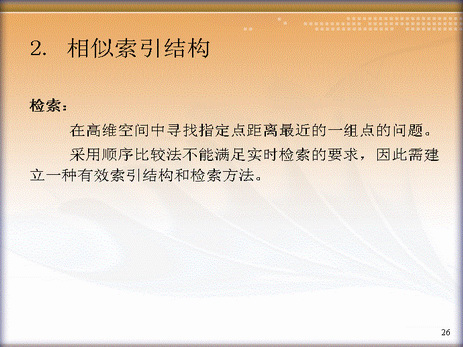 2. 相似索引结构
检索：
在高维空间中寻找指定点距离最近的一组点的问题。
采用顺序比较法不能满足实时检索的要求，因此需建
立一种有效索引结构和检索方法。
26